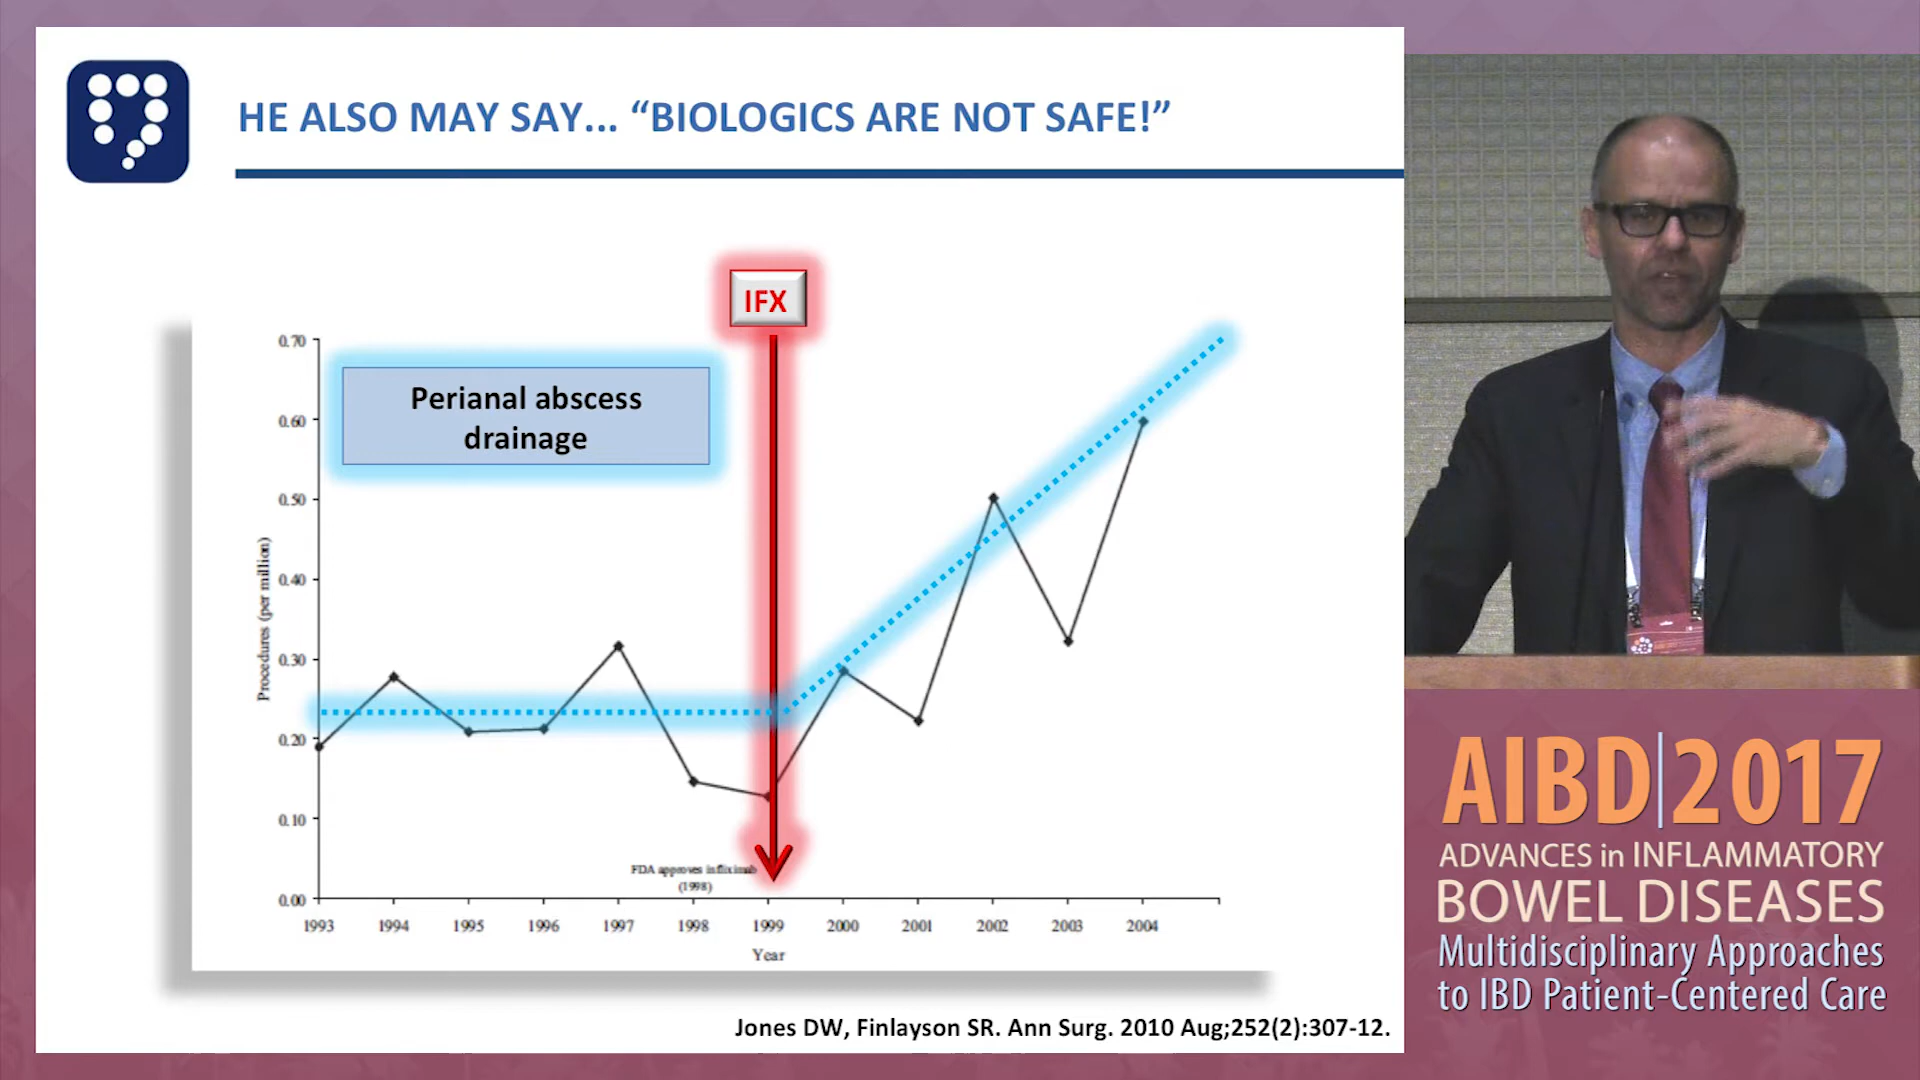 HE ALSO MAY SAY... “BIOLOGICS ARE NOT SAFE!”
IFX
Perianal abscess
drainage
0.70
0.60
0.50
0.40
0.30
0.20
0.10
0.00
Procedures (per million)
FDA approves infliximab
(1998)
1993 1994 1995 1996 1997 1998 1999 2000 2001 2002 2003 2004
Year
Jones DW, Finlayson SR. Ann Surg. 2010 Aug;252(2):307-12.
AIBD|2017
ADVANCES in INFLAMMATORY
BOWEL DISEASES
Multidisciplinary Approaches
to IBD Patient-Centered Care